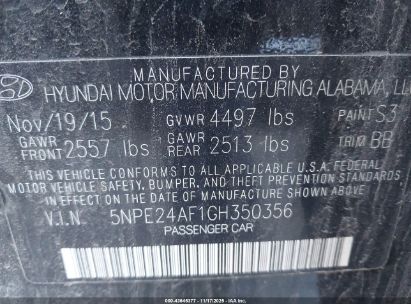 MANUFACTURED BY
HYUNDAI MOTOR MANUFACTURING ALABAMA, LLC
Nov/19/15 GVWR 4497 lbs PAINT S3
GAWR FRONT 2557 lbs GAWR REAR 2513 lbs TRIM BB
THIS VEHICLE CONFORMS TO ALL APPLICABLE U.S.FEDERAL
MOTOR VEHICLE SAFETY, BUMPER, AND THEFT PREVENTION
STANDARDS IN EFFECT ON THE DATE OF MANUFACTURE SHOWN ABOVE.
V.I.N 5NPE24AF1GH350356
PASSENGER CAR